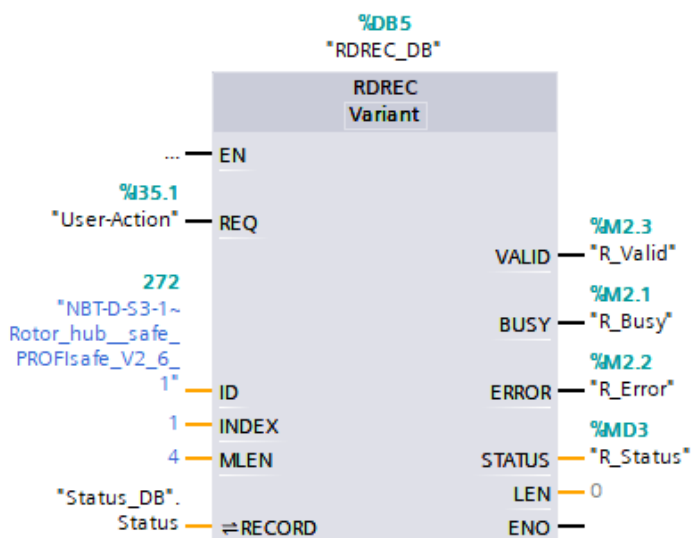 %DB5
"RDREC_DB"
RDREC
Variant
... EN
%I35.1
"User-Action" REQ
%M2.3
VALID "R_Valid"
272
"NBT-D-S3-1~
Rotor_hub__safe_
PROFIsafe_V2_6_
1" ID
%M2.1
BUSY "R_Busy"
%M2.2
ERROR "R_Error"
1 INDEX
%MD3
4 MLEN
STATUS "R_Status"
LEN 0
"Status_DB".
Status RECORD
ENO